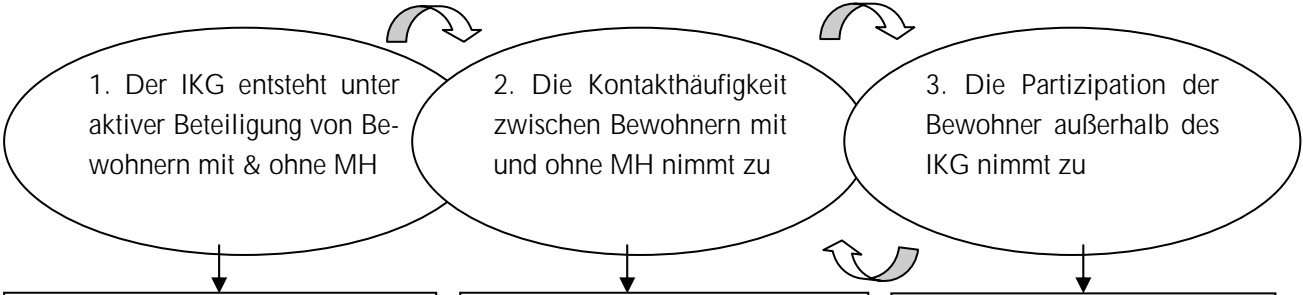 1. Der IKG entsteht unter
aktiver Beteiligung von Be-
wohnern mit & ohne MH
2. Die Kontakthäufigkeit
zwischen Bewohnern mit
und ohne MH nimmt zu
3. Die Partizipation der
Bewohner außerhalb des
IKG nimmt zu